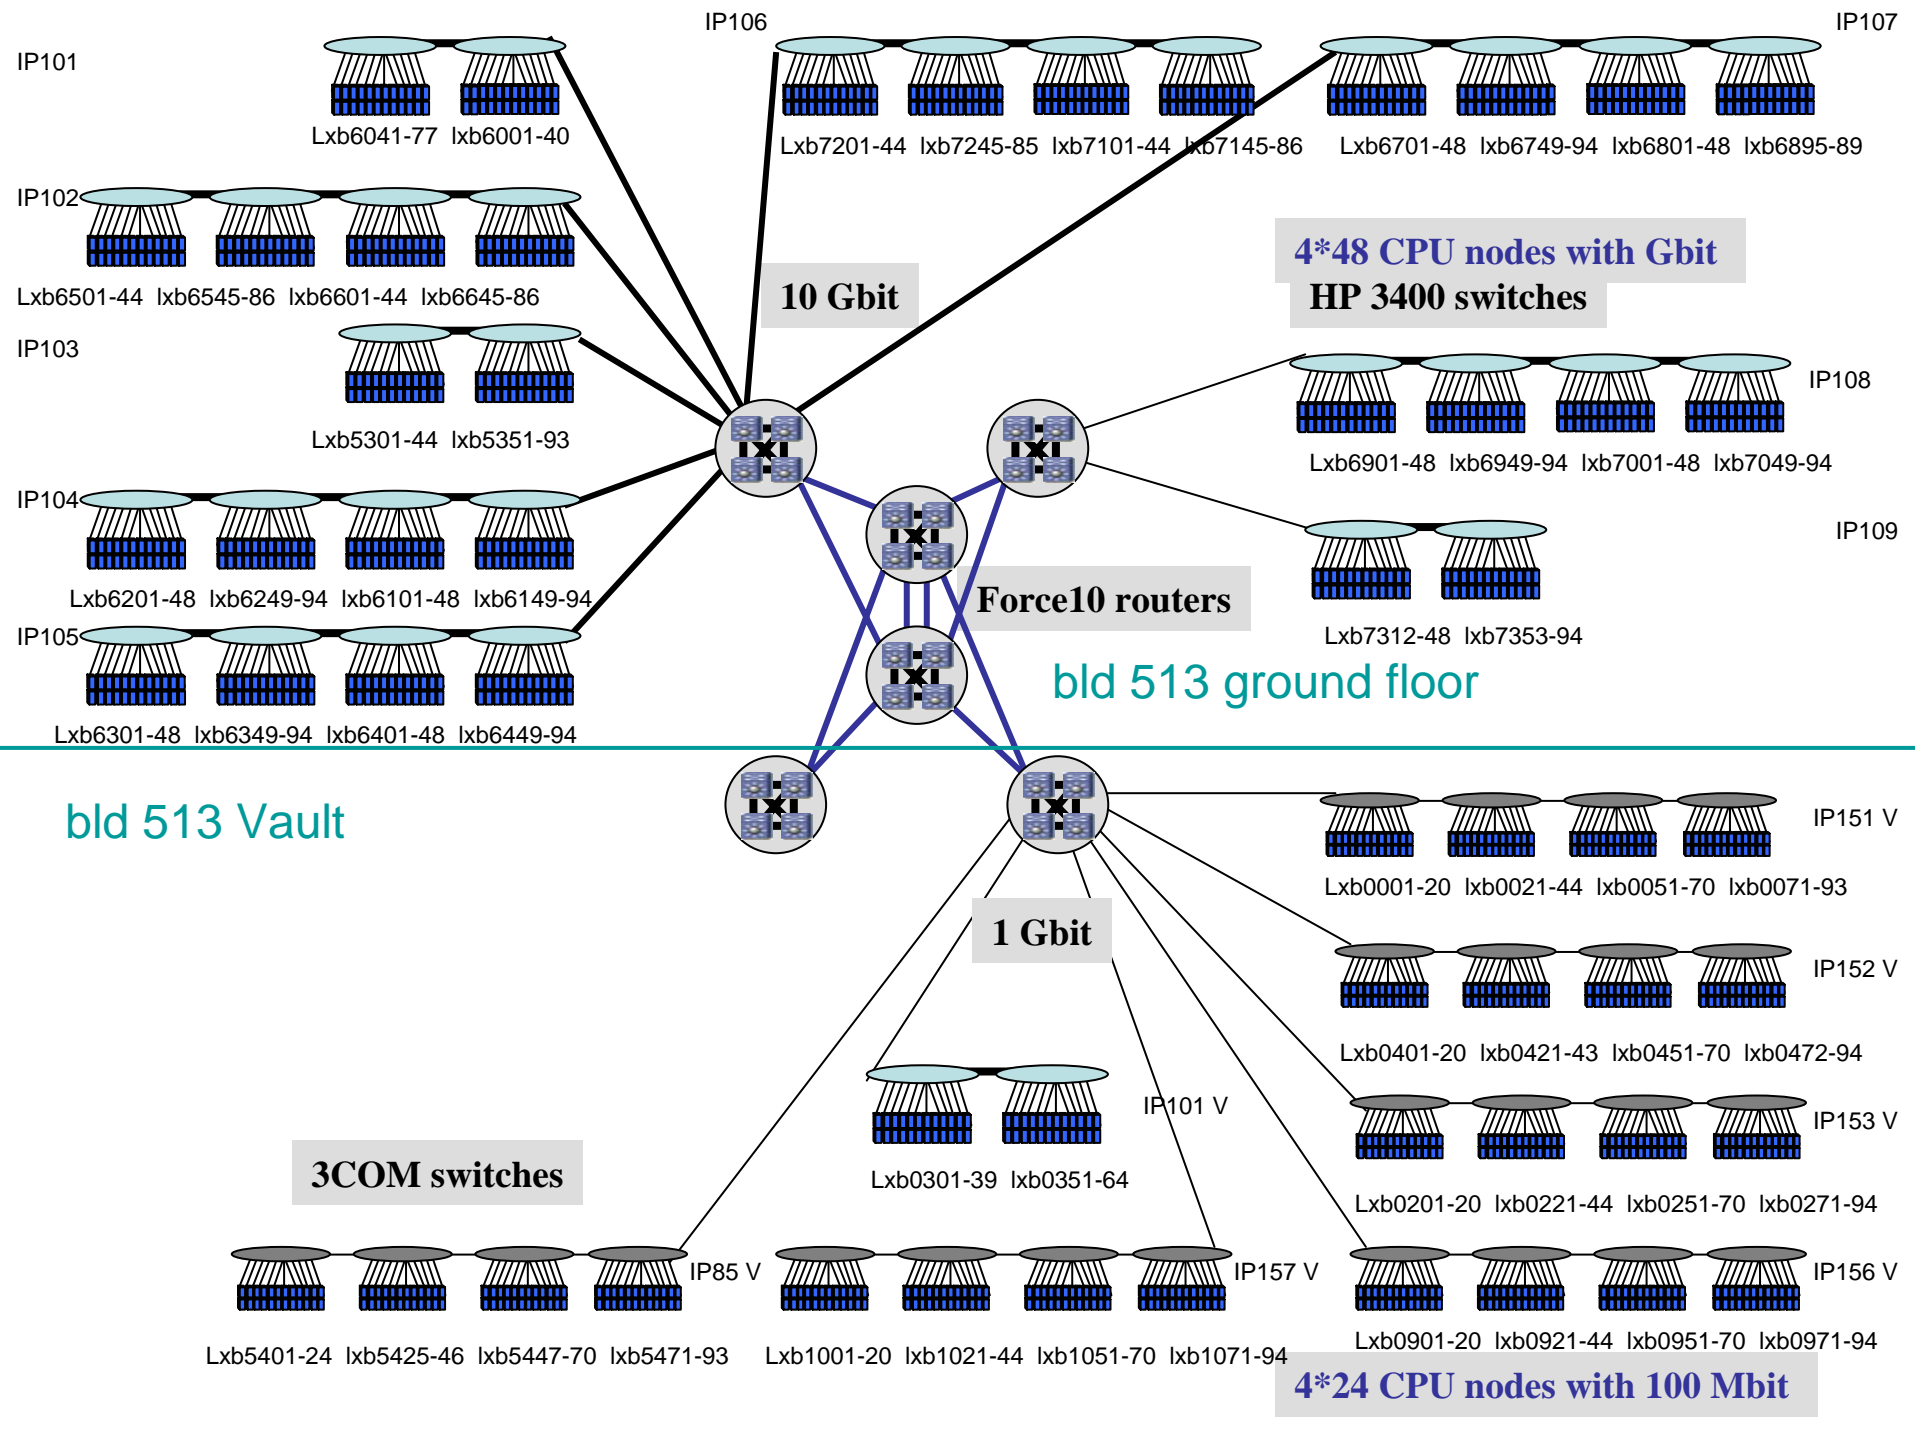 IP106
IP107
IP101
Lxb6041-77 lxb6001-40
Lxb7201-44 lxb7245-85 lxb7101-44 lxb7145-86
Lxb6701-48 lxb6749-94 lxb6801-48 lxb6895-89
IP102
4*48 CPU nodes with Gbit
Lxb6501-44 lxb6545-86 lxb6601-44 lxb6645-86
10 Gbit
HP 3400 switches
IP103
IP108
Lxb5301-44 lxb5351-93
Lxb6901-48 lxb6949-94 lxb7001-48 lxb7049-94
IP104
IP109
Lxb6201-48 lxb6249-94 lxb6101-48 lxb6149-94
Force10 routers
IP105
Lxb7312-48 lxb7353-94
bld 513 ground floor
Lxb6301-48 lxb6349-94 lxb6401-48 lxb6449-94
bld 513 Vault
IP151 V
Lxb0001-20 lxb0021-44 lxb0051-70 lxb0071-93
1 Gbit
IP152 V
Lxb0401-20 lxb0421-43 lxb0451-70 lxb0472-94
IP101 V
IP153 V
3COM switches
Lxb0301-39 lxb0351-64
Lxb0201-20 lxb0221-44 lxb0251-70 lxb0271-94
IP85 V
IP157 V
IP156 V
Lxb5401-24 lxb5425-46 lxb5447-70 lxb5471-93
Lxb1001-20 lxb1021-44 lxb1051-70 lxb1071-94
Lxb0901-20 lxb0921-44 lxb0951-70 lxb0971-94
4*24 CPU nodes with 100 Mbit